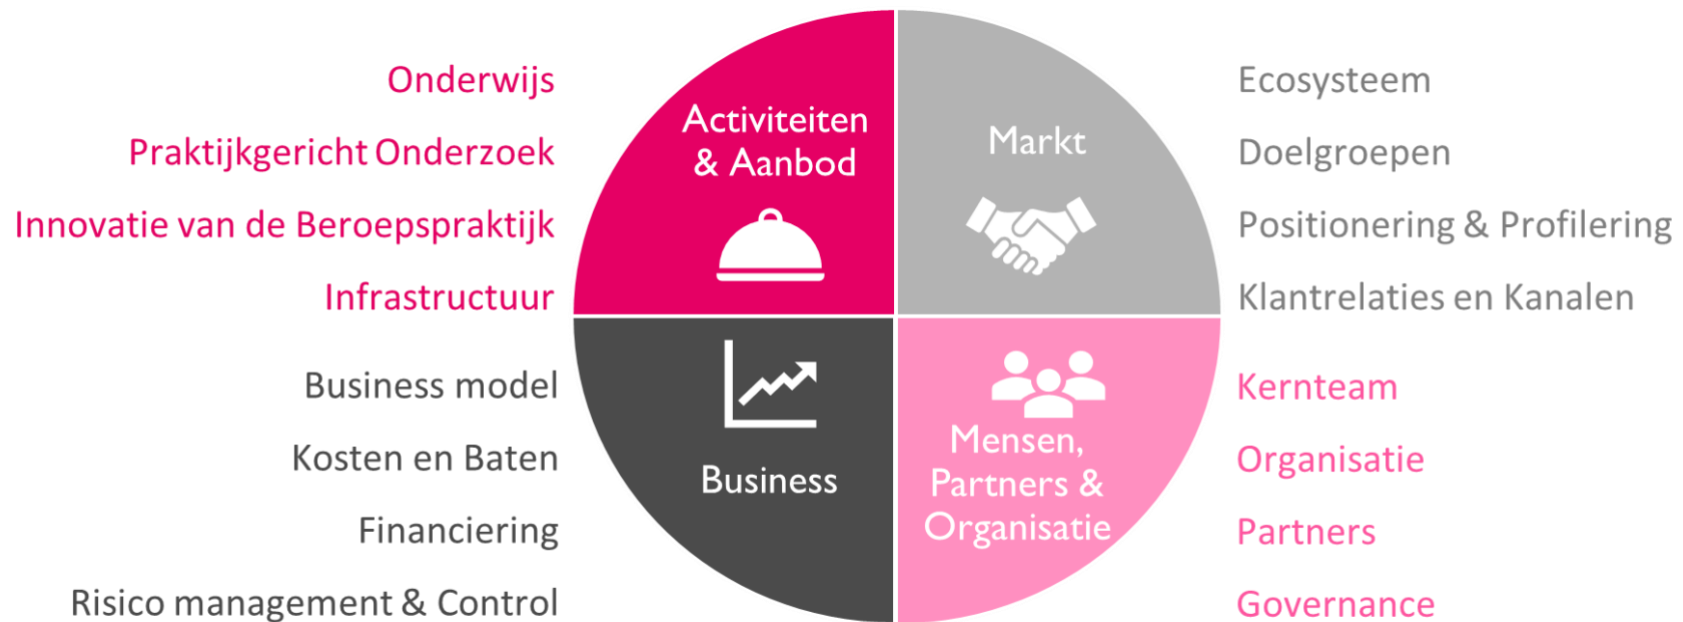 Onderwijs
Praktijkgericht Onderzoek
Innovatie van de Beroepspraktijk
Infrastructuur
Activiteiten
& Aanbod
Markt
Ecosysteem
Doelgroepen
Positionering & Profilering
Klantrelaties en Kanalen
Business model
Kosten en Baten
Financiering
Risico management & Control
Business
Mensen,
Partners &
Organisatie
Kernteam
Organisatie
Partners
Governance